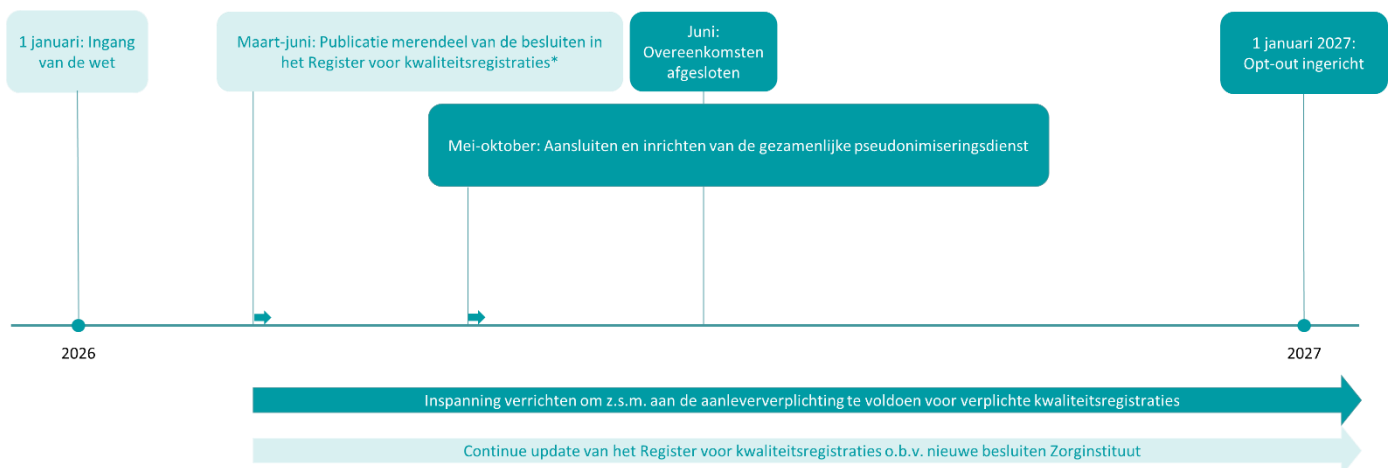 1 januari: Ingang
van de wet
Maart-juni: Publicatie merendeel van de besluiten in
het Register voor kwaliteitsregistraties*
Juni:
Overeenkomsten
afgesloten
1 januari 2027:
Opt-out ingericht
Mei-oktober: Aansluiten en inrichten van de gezamenlijke pseudonimiseringsdienst
2026
2027
Inspanning verrichten om z.s.m. aan de aanleververplichting te voldoen voor verplichte kwaliteitsregistraties
Continue update van het Register voor kwaliteitsregistraties o.b.v. nieuwe besluiten Zorginstituut